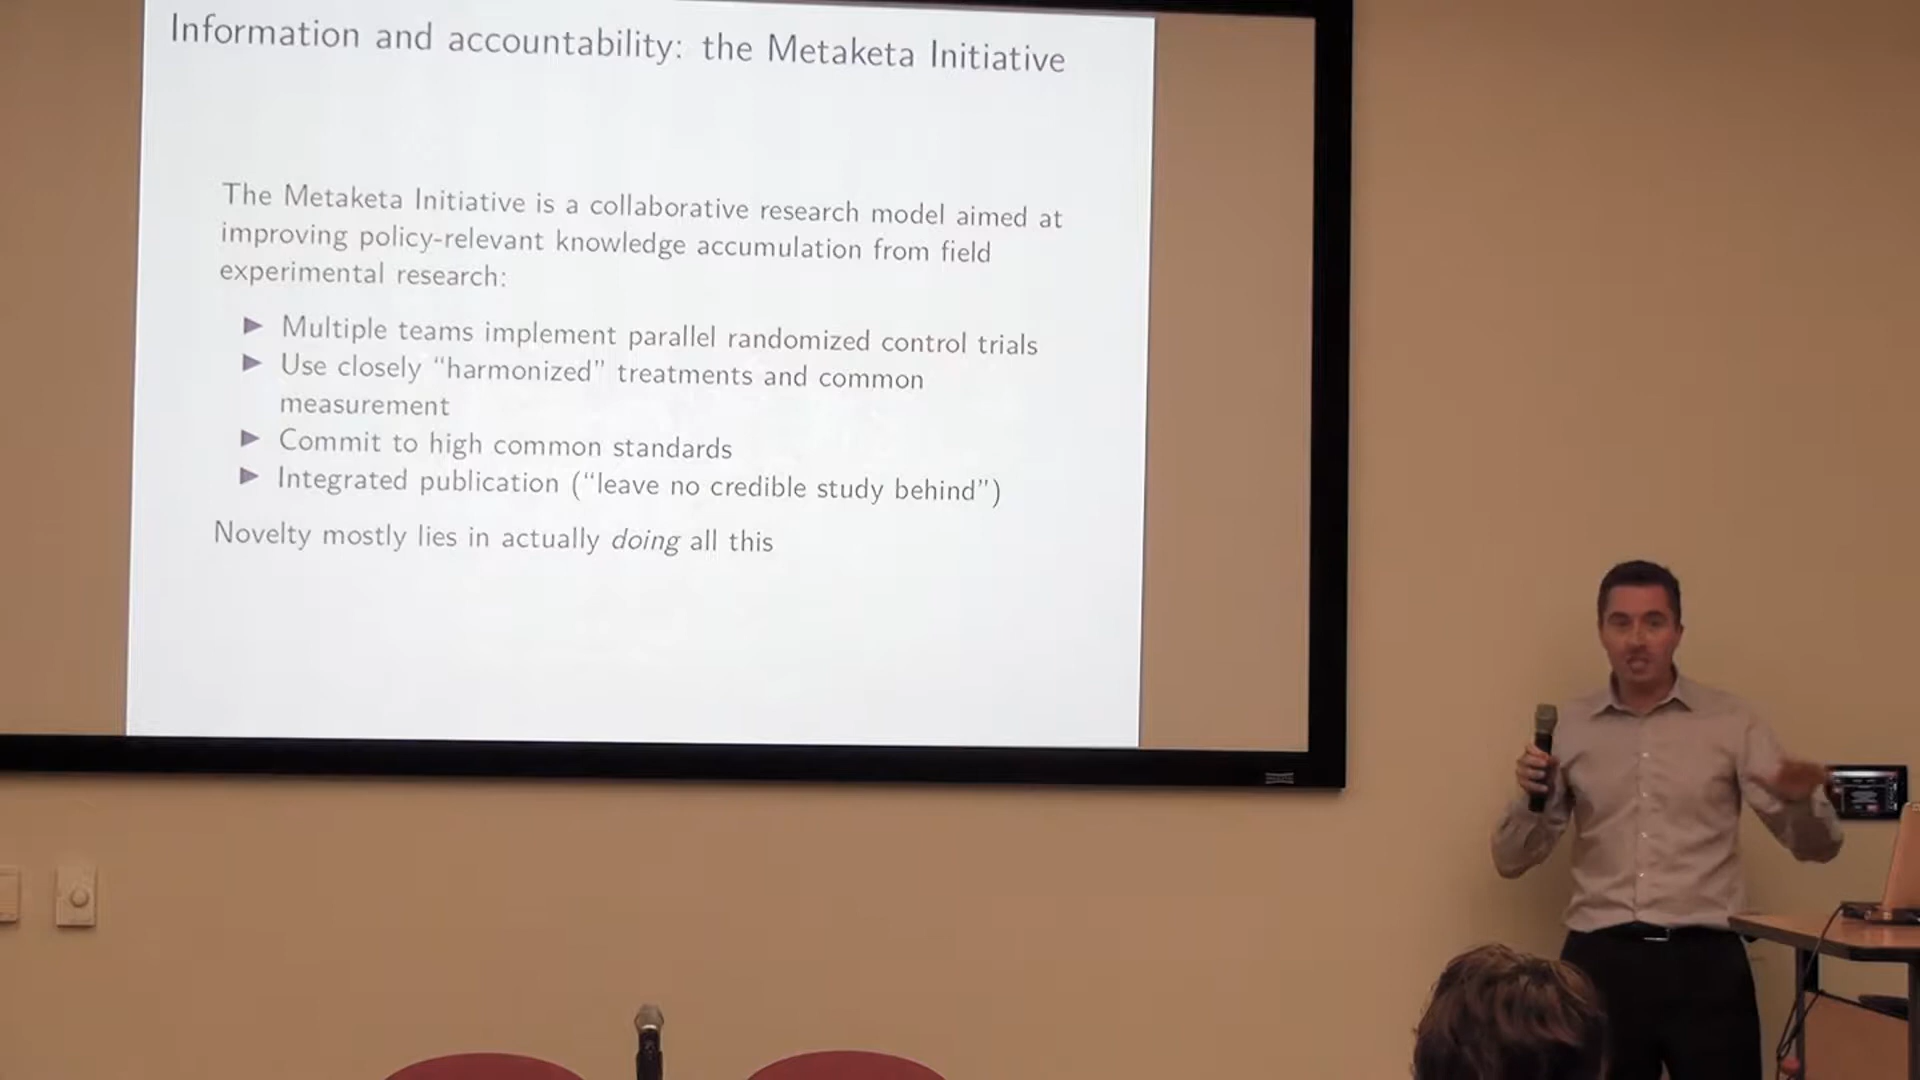 Information and accountability: the Metaketa Initiative
The Metaketa Initiative is a collaborative research model aimed at
improving policy-relevant knowledge accumulation from field
experimental research:
Multiple teams implement parallel randomized control trials
Use closely “harmonized” treatments and common
measurement
Commit to high common standards
Integrated publication (“leave no credible study behind”)
Novelty mostly lies in actually doing all this